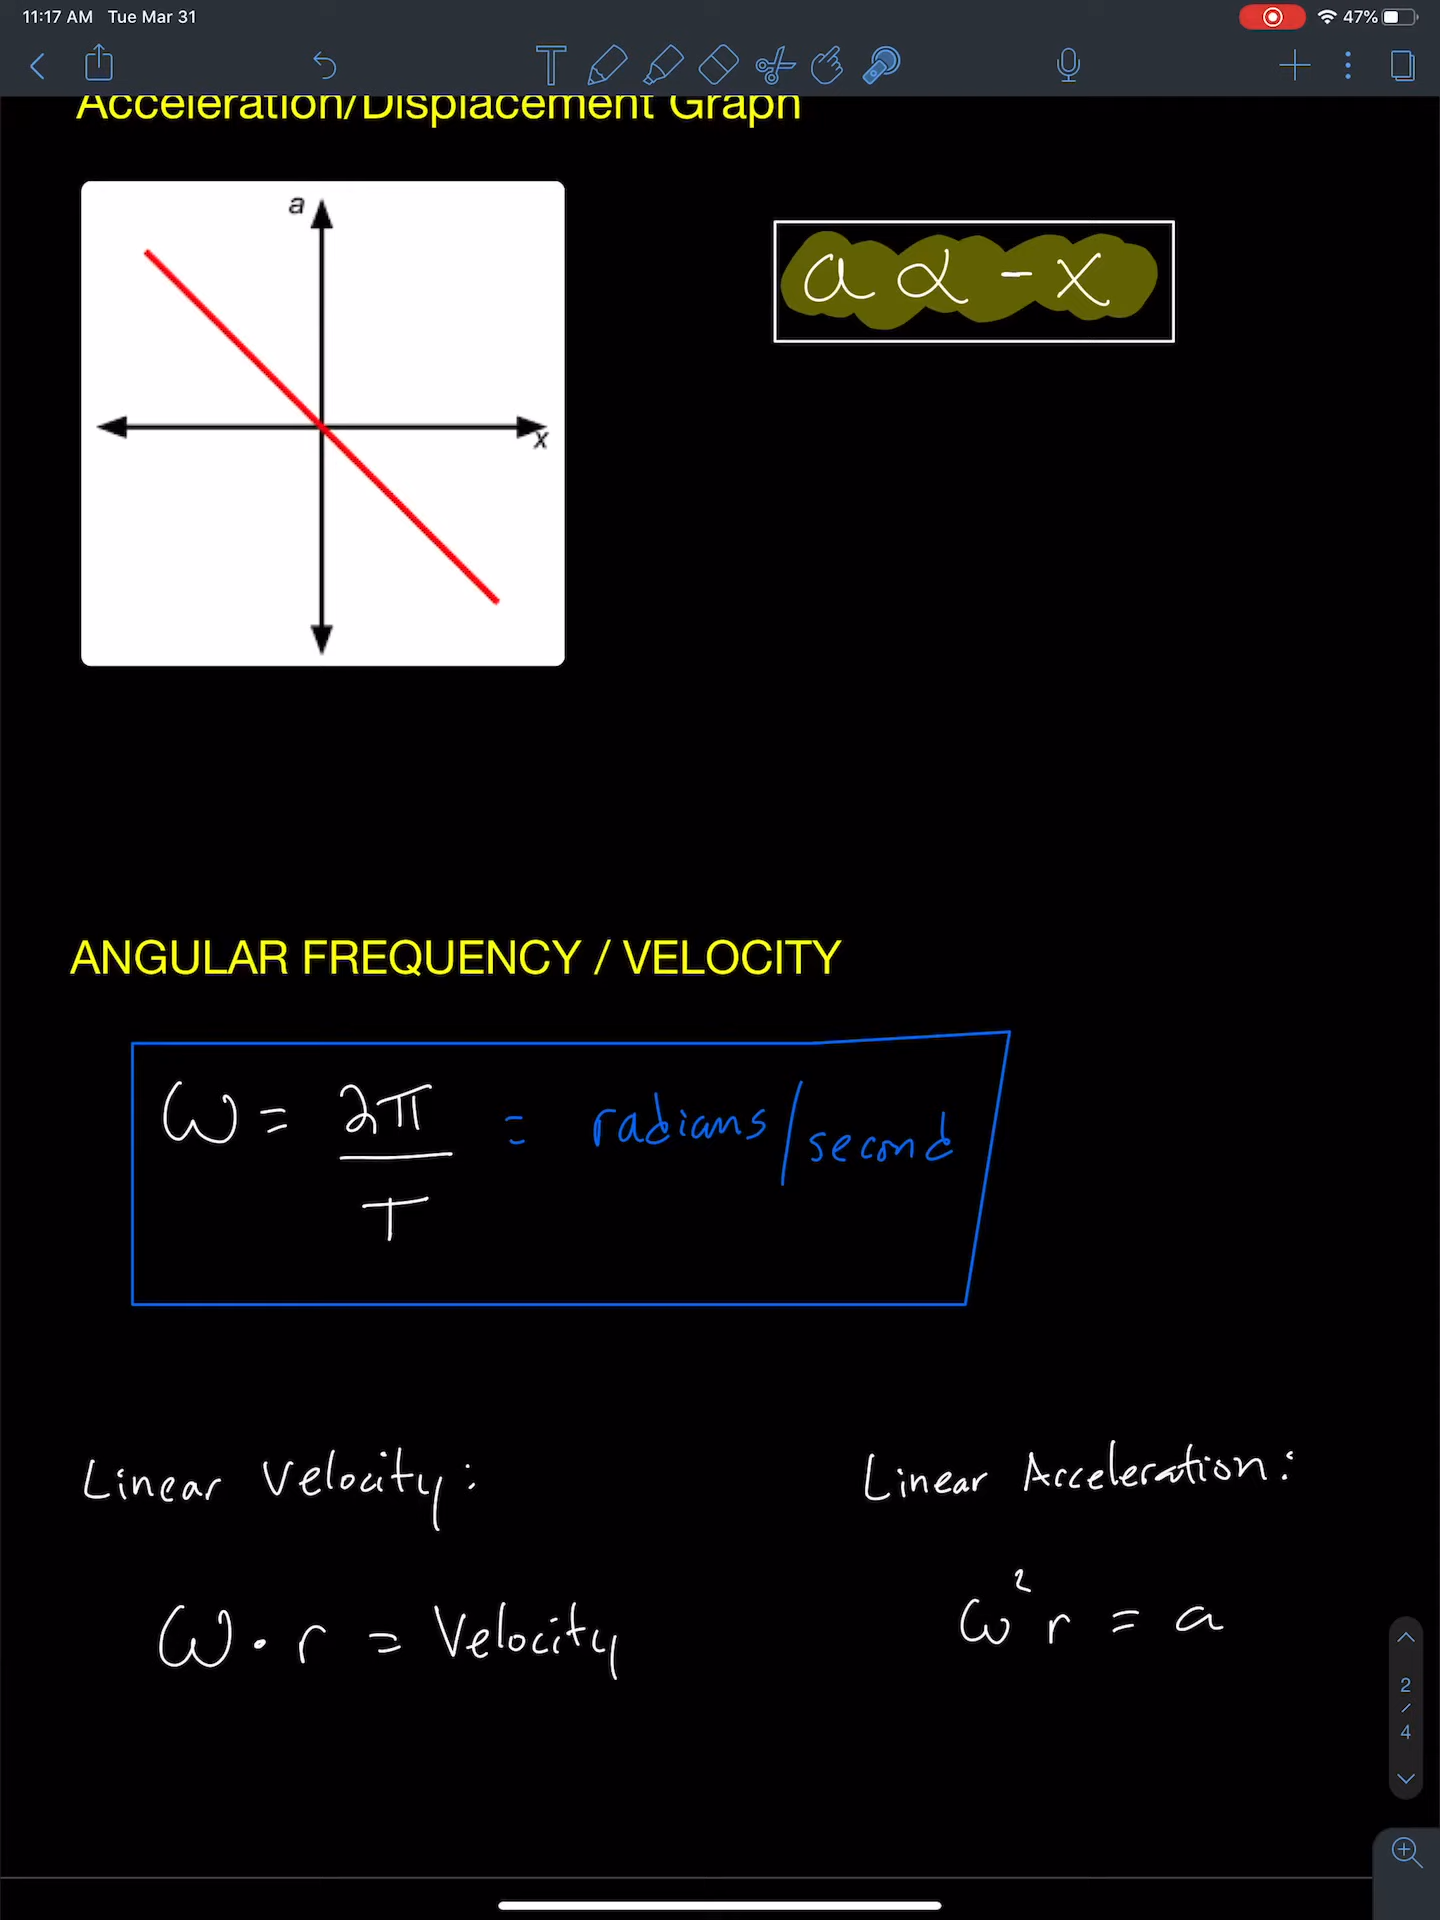 11:17 AM Tue Mar 31
47%
Acceleration/Displacement Graph
a
x
a α - x
ANGULAR FREQUENCY / VELOCITY
ω = 2π = radians/second
T
Linear Velocity: Linear Acceleration:
ω · r = Velocity ω² r = a
2
/
4